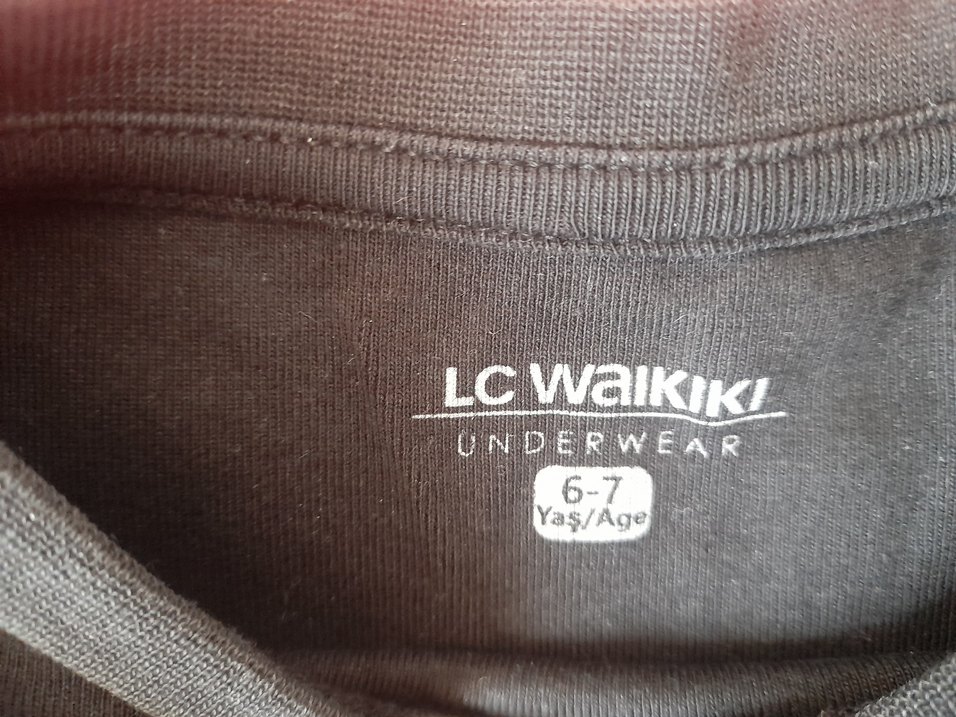 LC Waikiki
UNDERWEAR
6-7
Yaş/Age